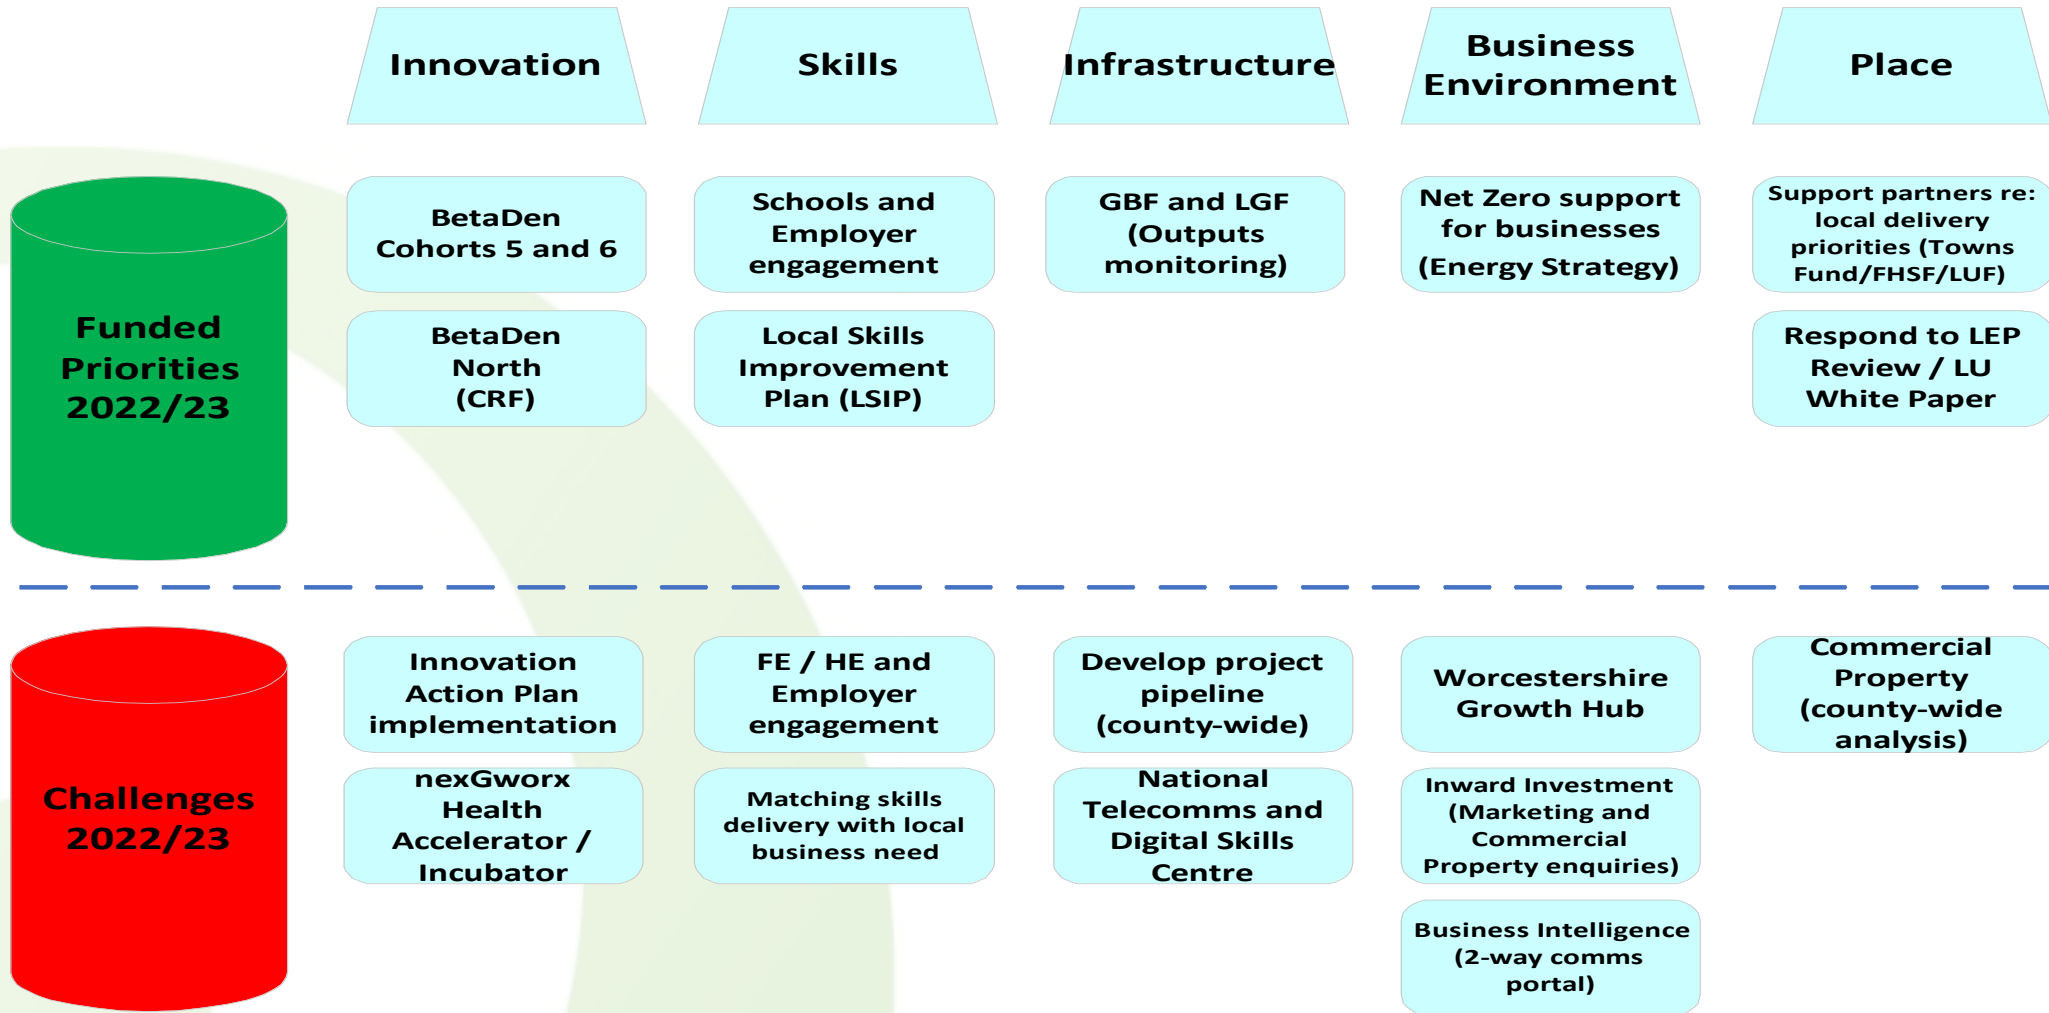 Innovation
Skills
Infrastructure
Business
Environment
Place
Funded
Priorities
2022/23
BetaDen
Cohorts 5 and 6
Schools and
Employer
engagement
GBF and LGF
(Outputs
monitoring)
Net Zero support
for businesses
(Energy Strategy)
Support partners re:
local delivery
priorities (Towns
Fund/FHSF/LUF)
BetaDen
North
(CRF)
Local Skills
Improvement
Plan (LSIP)
Respond to LEP
Review / LU
White Paper
Challenges
2022/23
Innovation
Action Plan
implementation
FE / HE and
Employer
engagement
Develop project
pipeline
(county-wide)
Worcestershire
Growth Hub
Commercial
Property
(county-wide
analysis)
nexGworx
Health
Accelerator /
Incubator
Matching skills
delivery with local
business need
National
Telecomms and
Digital Skills
Centre
Inward Investment
(Marketing and
Commercial
Property enquiries)
Business Intelligence
(2-way comms
portal)